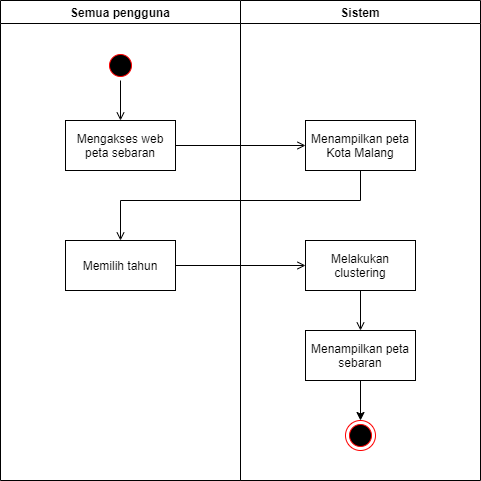 Semua pengguna
Sistem
Mengakses web
peta sebaran
Menampilkan peta
Kota Malang
Memilih tahun
Melakukan
clustering
Menampilkan peta
sebaran